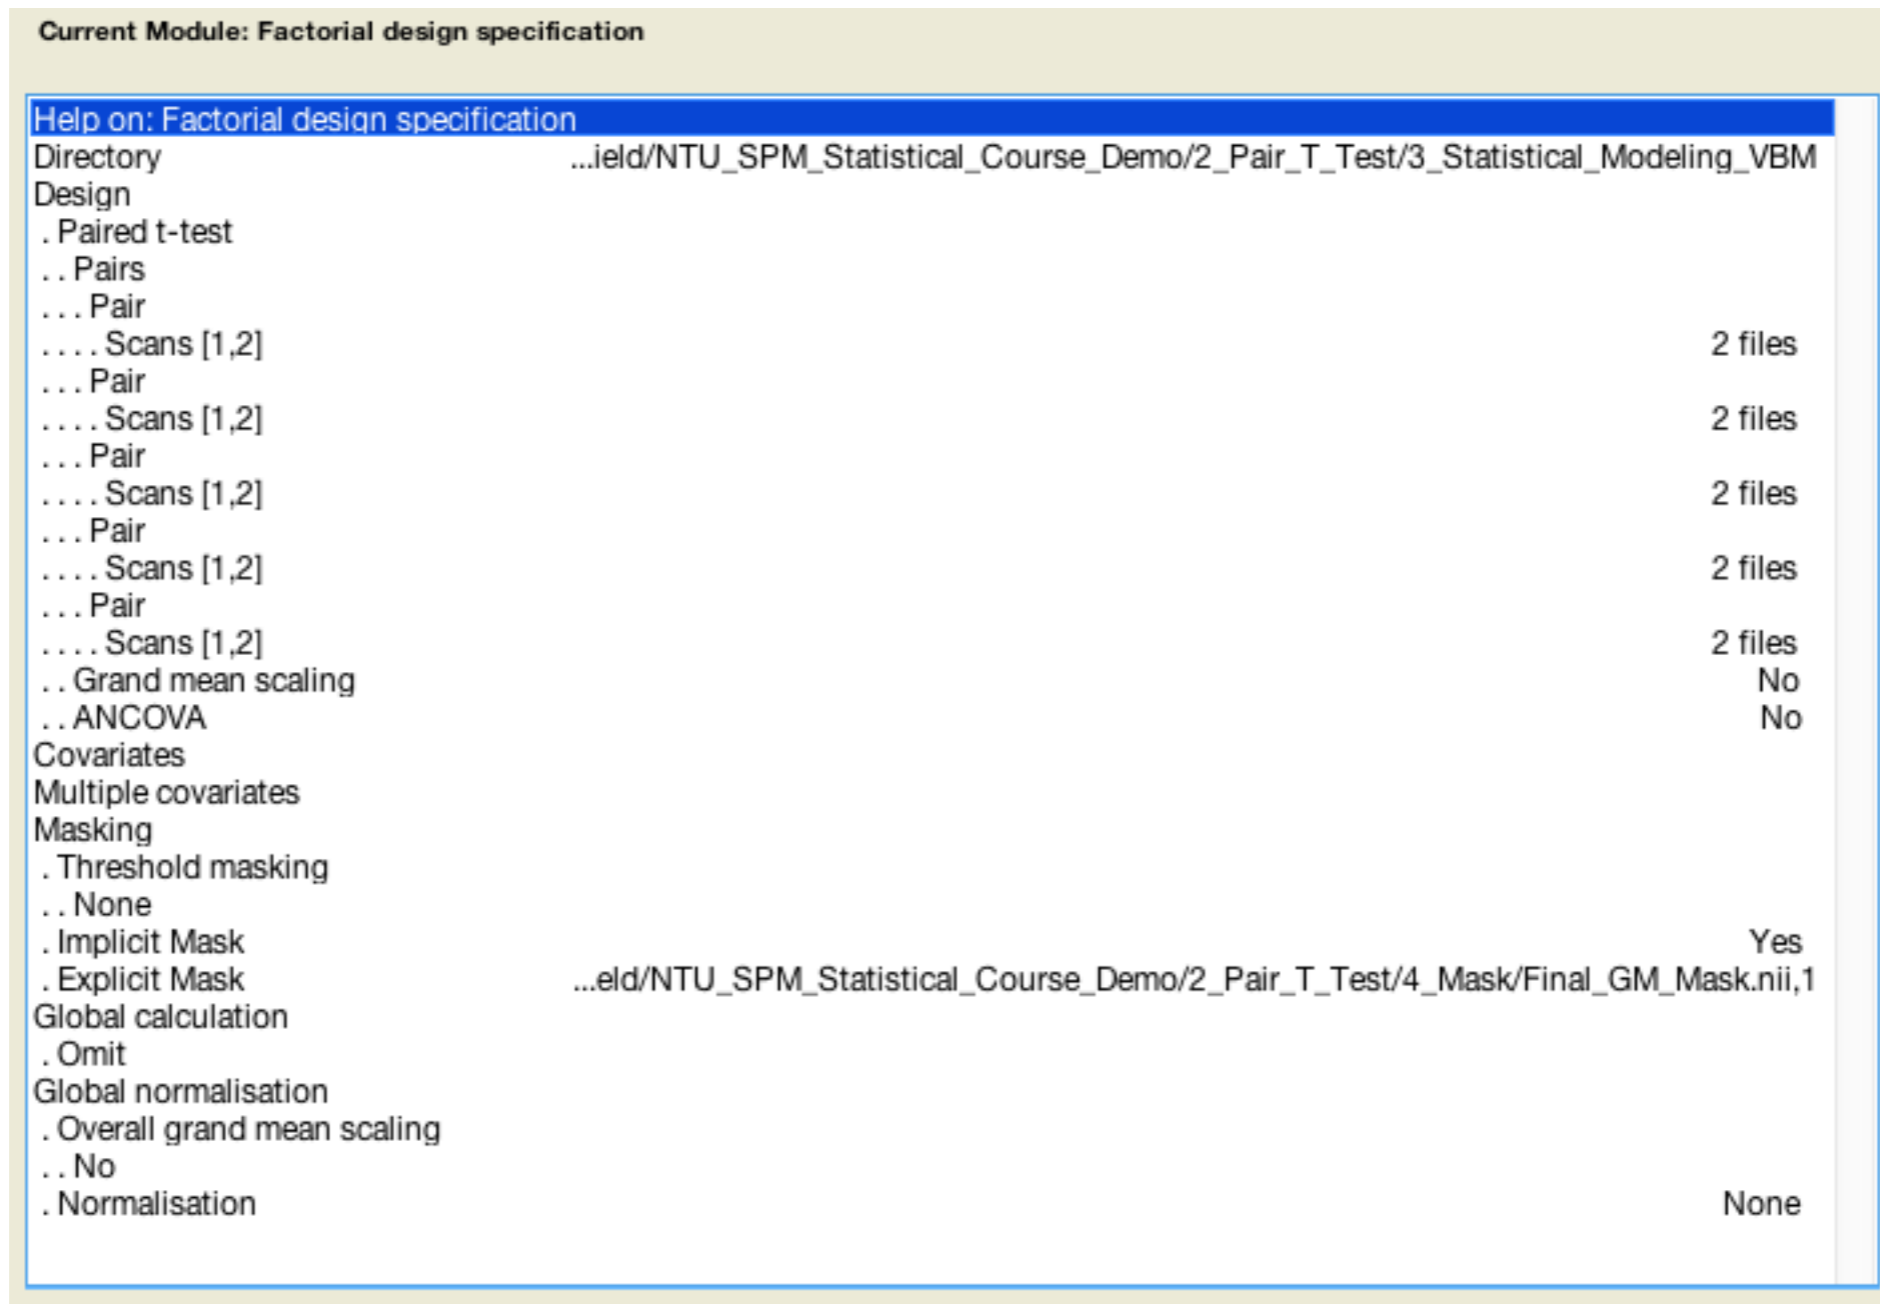 Current Module: Factorial design specification
Help on: Factorial design specification
Directory ...ield/NTU_SPM_Statistical_Course_Demo/2_Pair_T_Test/3_Statistical_Modeling_VBM
Design
. Paired t-test
. . Pairs
. . . Pair
. . . . Scans [1,2] 2 files
. . . Pair
. . . . Scans [1,2] 2 files
. . . Pair
. . . . Scans [1,2] 2 files
. . . Pair
. . . . Scans [1,2] 2 files
. . . Pair
. . . . Scans [1,2] 2 files
. . Grand mean scaling No
. . ANCOVA No
Covariates
Multiple covariates
Masking
. Threshold masking
. . None
. Implicit Mask Yes
. Explicit Mask ...eld/NTU_SPM_Statistical_Course_Demo/2_Pair_T_Test/4_Mask/Final_GM_Mask.nii,1
Global calculation
. Omit
Global normalisation
. Overall grand mean scaling
. . No
. Normalisation None